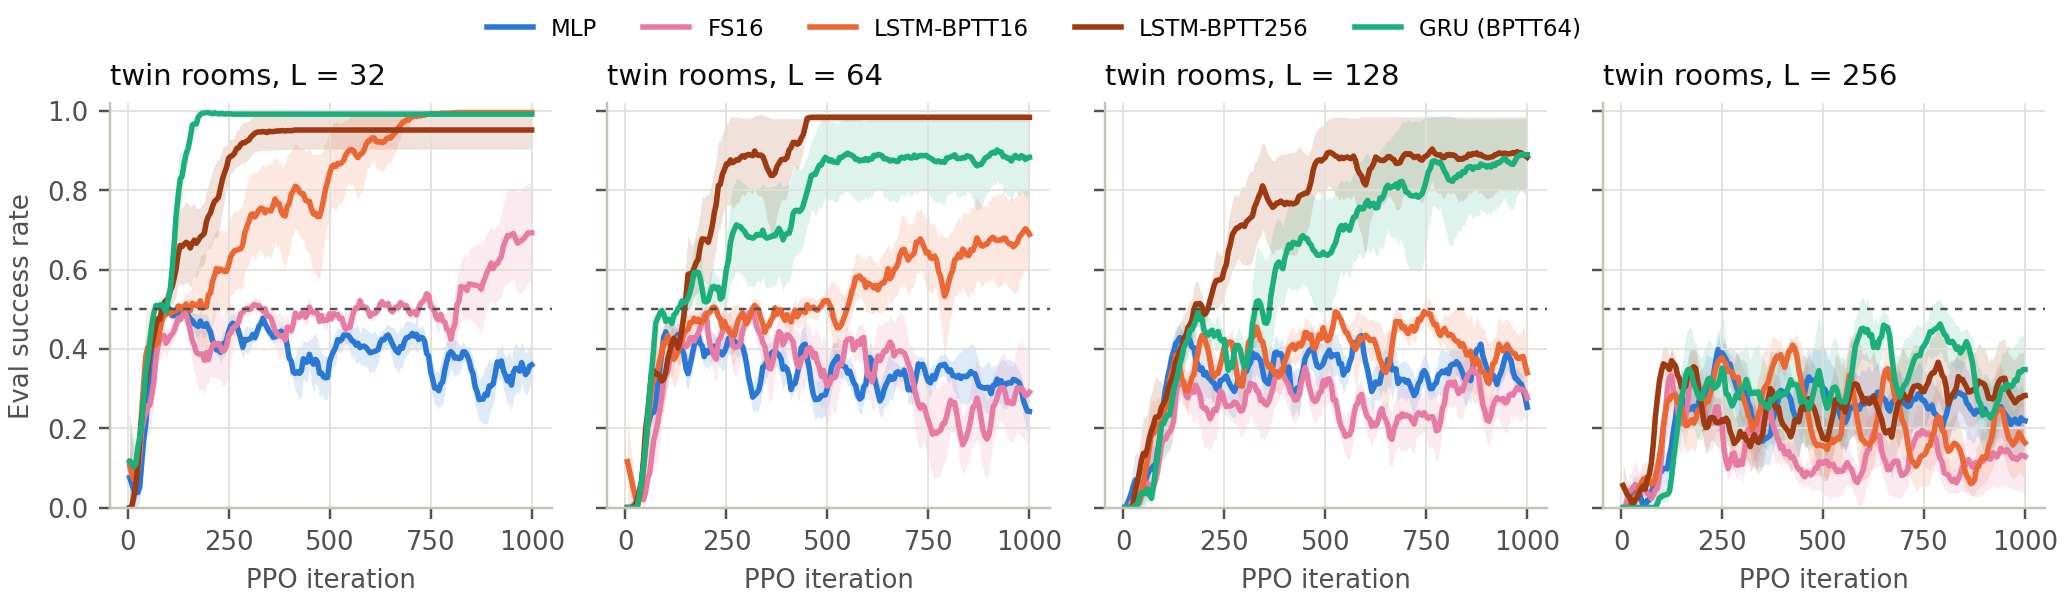 MLP FS16 LSTM-BPTT16 LSTM-BPTT256 GRU (BPTT64)
twin rooms, L = 32
twin rooms, L = 64
twin rooms, L = 128
twin rooms, L = 256
Eval success rate
1.0
0.8
0.6
0.4
0.2
0.0
0 250 500 750 1000
0 250 500 750 1000
0 250 500 750 1000
0 250 500 750 1000
PPO iteration
PPO iteration
PPO iteration
PPO iteration